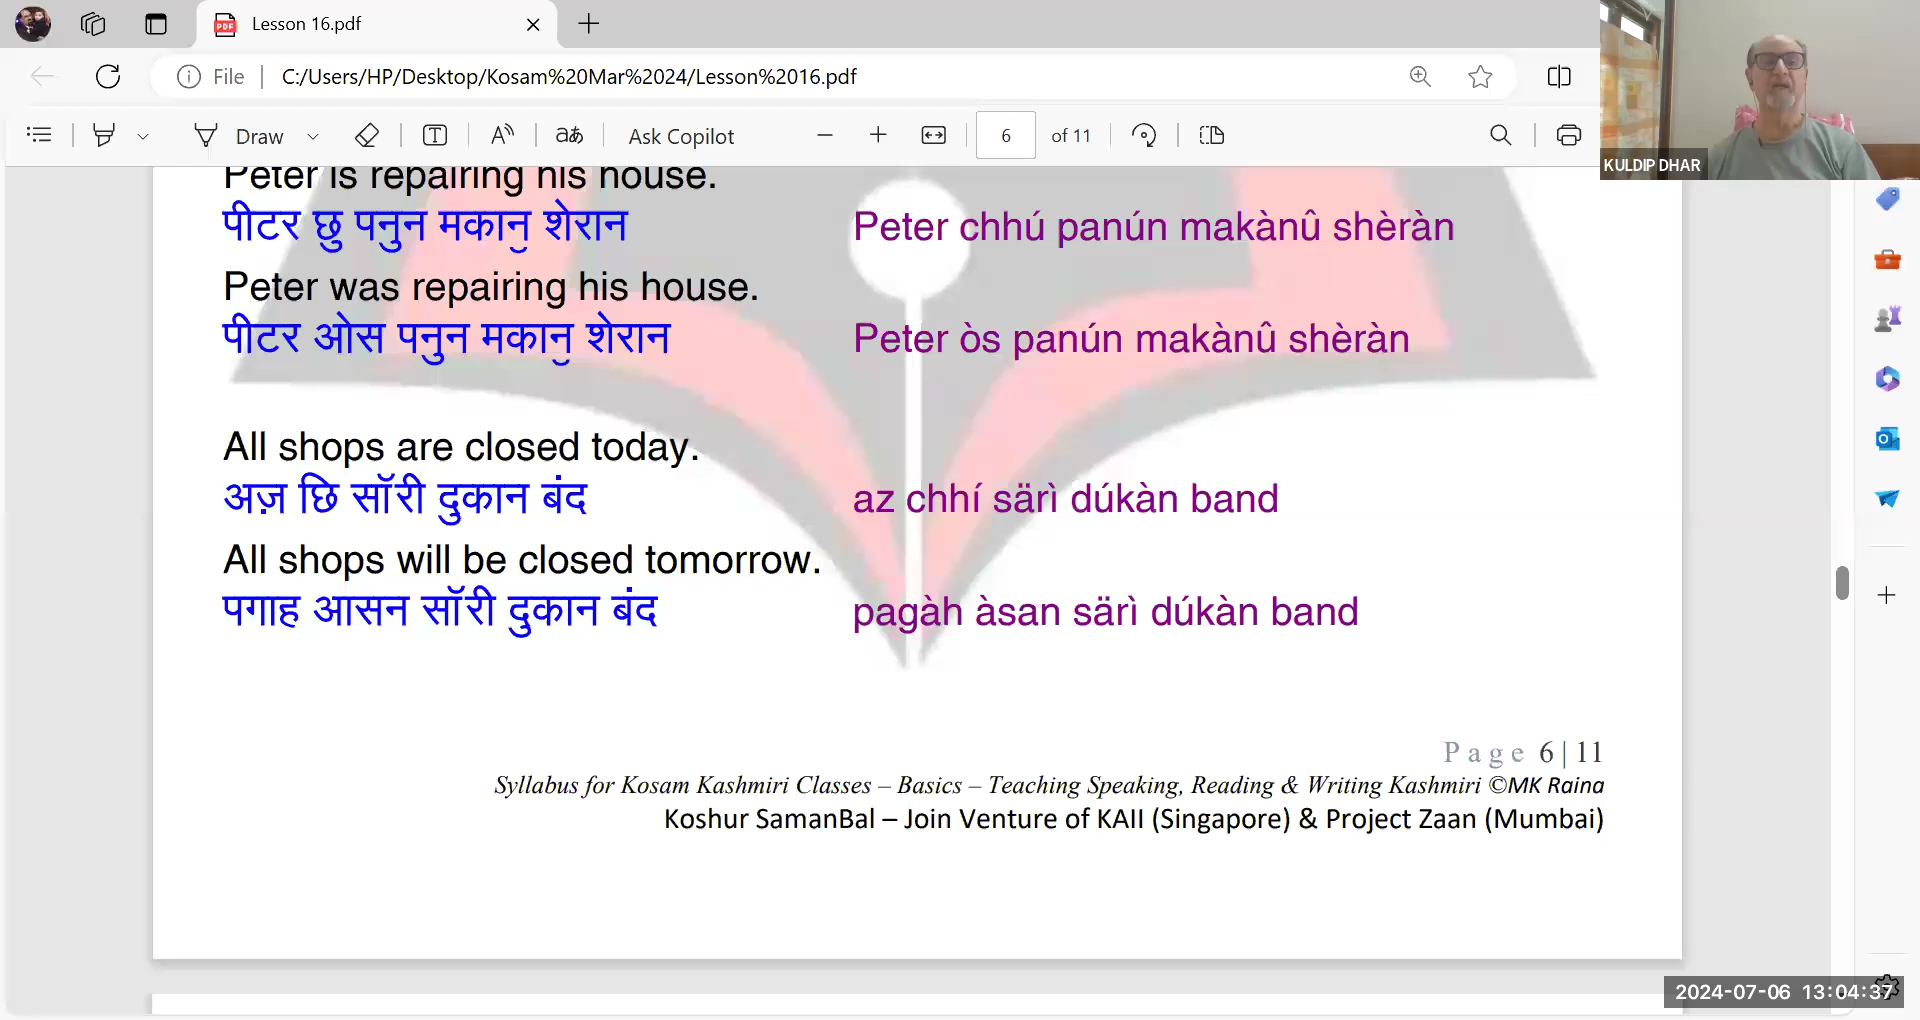 Lesson 16.pdf
File
C:/Users/HP/Desktop/Kosam%20Mar%2024/Lesson%2016.pdf
Draw
Ask Copilot
6 of 11
KULDIP DHAR
Peter is repairing his house.
पीटर छु पनुन मकान॒ शेरान Peter chhú panún makànû shèràn
Peter was repairing his house.
पीटर ओस पनुन मकान॒ शेरान Peter òs panún makànû shèràn
All shops are closed today.
अज़ छि सॉरी दुकान बंद az chhí särì dúkàn band
All shops will be closed tomorrow.
पगाह आसन सॉरी दुकान बंद pagàh àsan särì dúkàn band
Page 6|11
Syllabus for Kosam Kashmiri Classes – Basics – Teaching Speaking, Reading & Writing Kashmiri ©MK Raina
Koshur SamanBal – Join Venture of KAII (Singapore) & Project Zaan (Mumbai)
2024-07-06 13:04:37